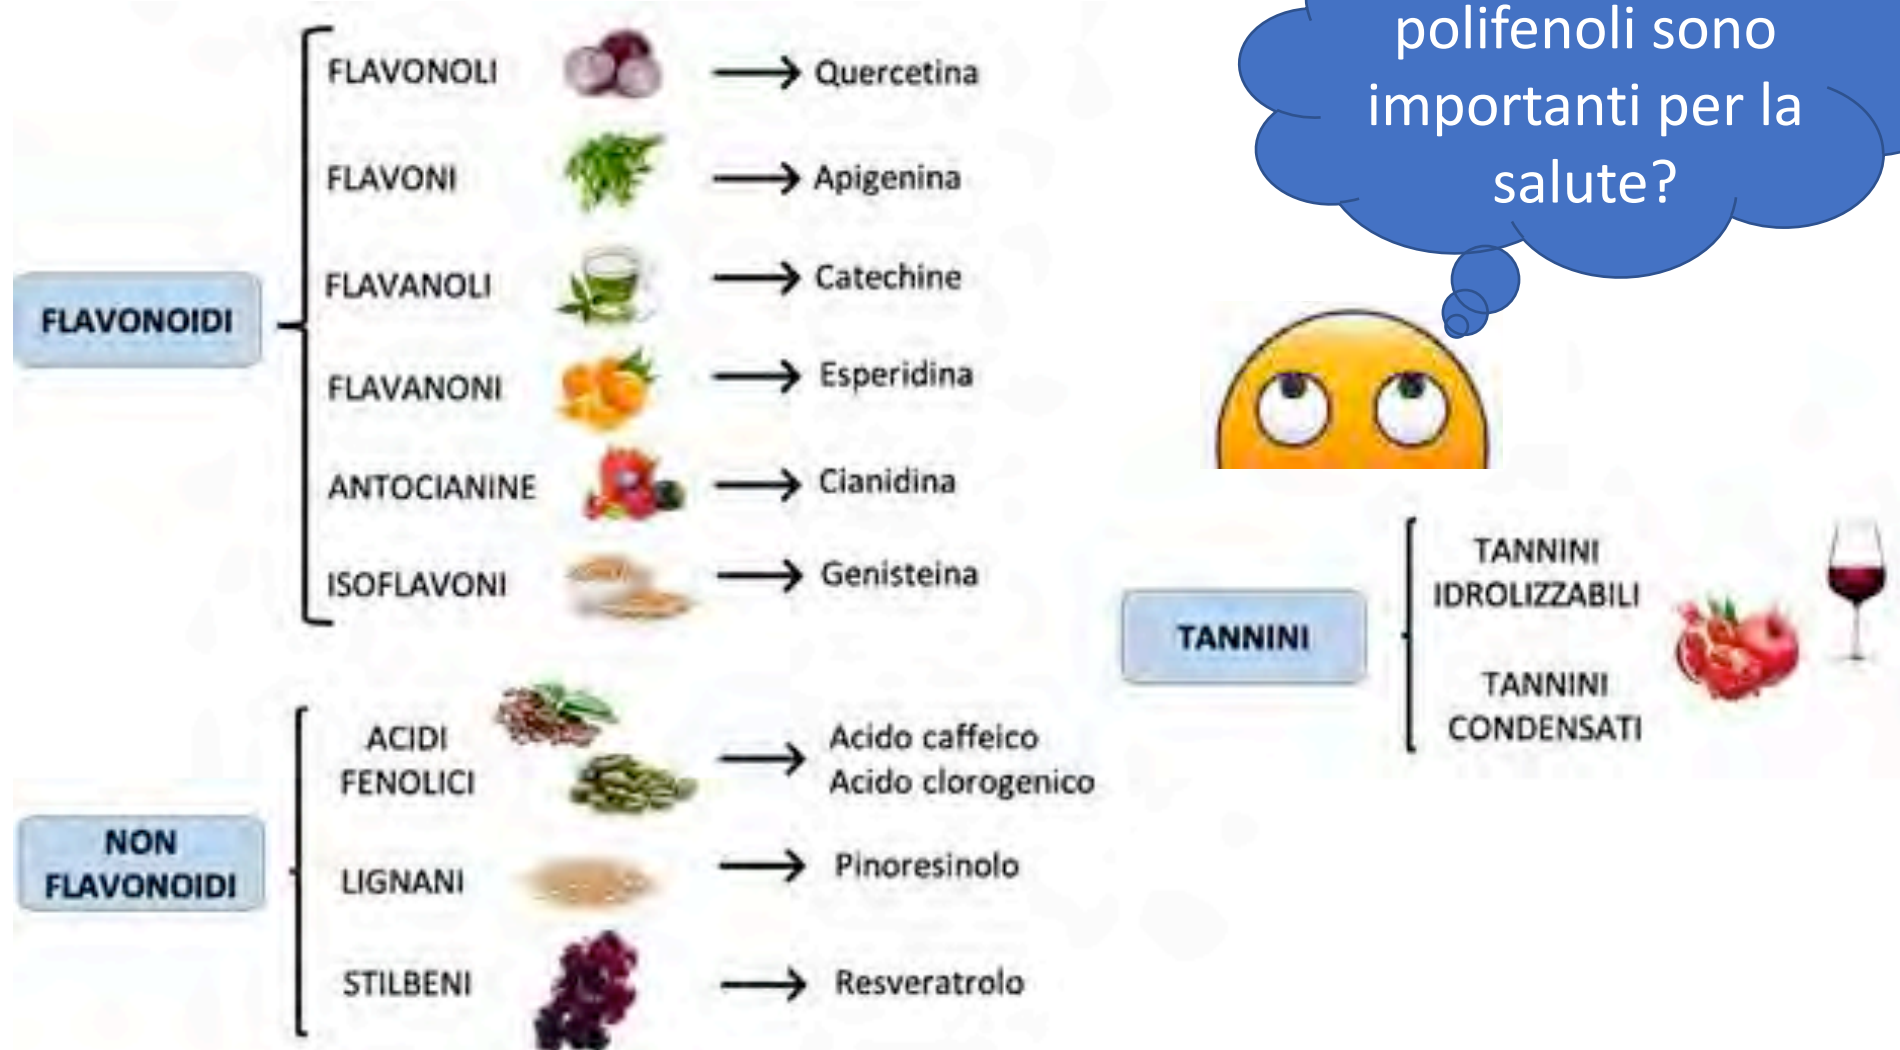 polifenoli sono
importanti per la
salute?
FLAVONOIDI
FLAVONOLI
Quercetina
FLAVONI
Apigenina
FLAVANOLI
Catechine
FLAVANONI
Esperidina
ANTOCIANINE
Cianidina
ISOFLAVONI
Genisteina
NON
FLAVONOIDI
ACIDI
FENOLICI
Acido caffeico
Acido clorogenico
LIGNANI
Pinoresinolo
STILBENI
Resveratrolo
TANNINI
TANNINI
IDROLIZZABILI
TANNINI
CONDENSATI